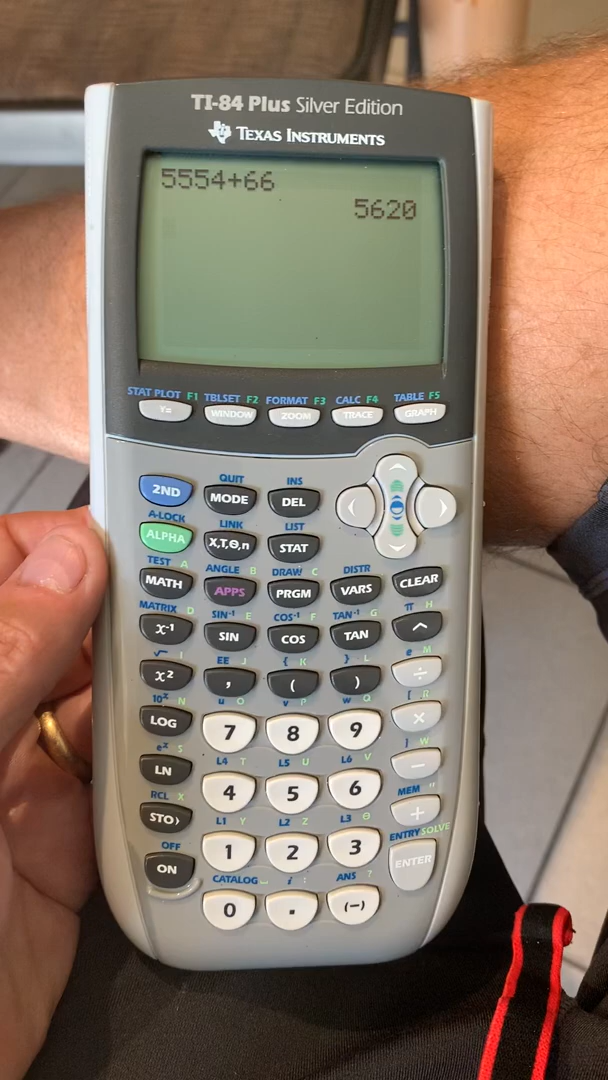 TI-84 Plus Silver Edition
TEXAS INSTRUMENTS
5554+66
5620
STAT PLOT F1 TBLSET F2 FORMAT F3 CALC F4 TABLE F5
Y= WINDOW ZOOM TRACE GRAPH
QUIT INS
2ND MODE DEL
A-LOCK LINK LIST
ALPHA X,T,Θ,n STAT
TEST A ANGLE B DRAW C DISTR
MATH APPS PRGM VARS CLEAR
MATRIX D SIN⁻¹ E COS⁻¹ F TAN⁻¹ G π H
x⁻¹ SIN COS TAN ^
√ I EE J { K } L e M
x² , ( ) ÷
10ˣ N u O v P w Q [ R
LOG 7 8 9 ×
eˣ S L4 T L5 U L6 V ] W
LN 4 5 6 −
RCL X L1 Y L2 Z L3 θ MEM "
STO› 1 2 3 +
OFF CATALOG ⎵ i : ANS ? ENTRY SOLVE
ON 0 . (−) ENTER